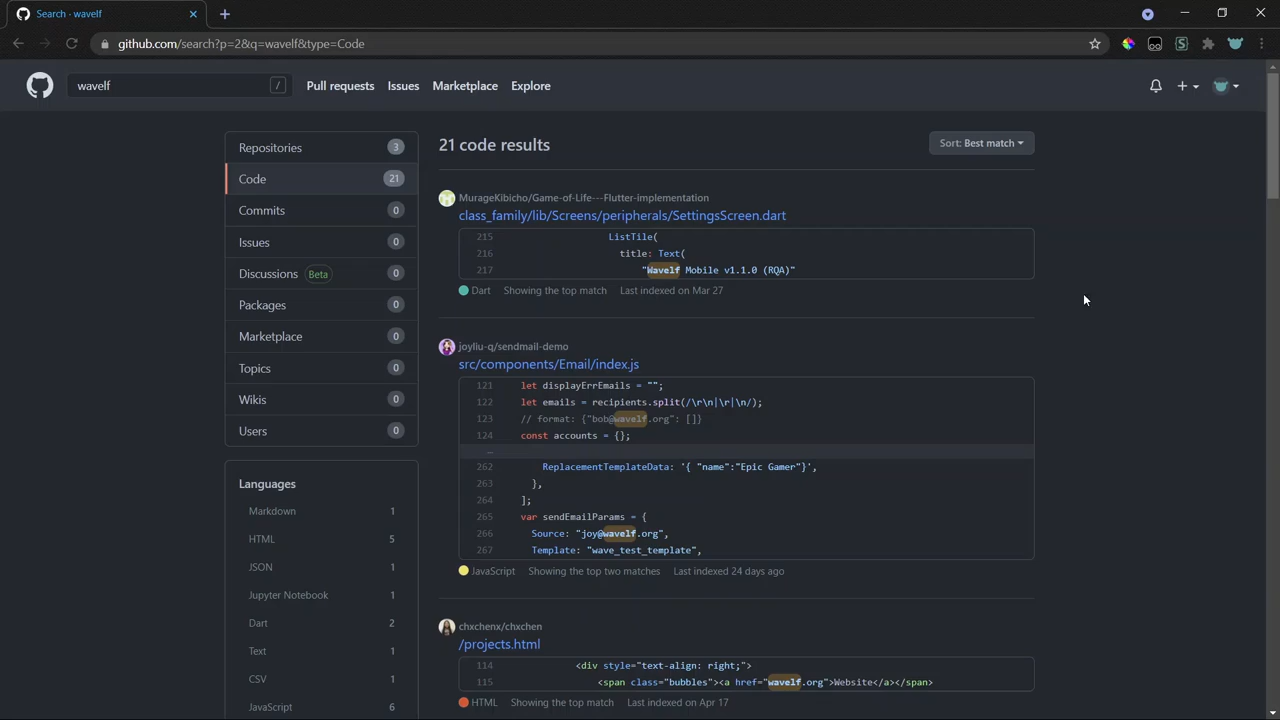 Search · wavelf
github.com/search?p=2&q=wavelf&type=Code
wavelf /
Pull requests Issues Marketplace Explore
Repositories 3
Code 21
Commits 0
Issues 0
Discussions Beta 0
Packages 0
Marketplace 0
Topics 0
Wikis 0
Users 0
Languages
Markdown 1
HTML 5
JSON 1
Jupyter Notebook 1
Dart 2
Text 1
CSV 1
JavaScript 6
21 code results
Sort: Best match
MurageKibicho/Game-of-Life---Flutter-implementation
class_family/lib/Screens/peripherals/SettingsScreen.dart
215 ListTile(
216 title: Text(
217 "Wavelf Mobile v1.1.0 (RQA)"
Dart Showing the top match Last indexed on Mar 27
joyliu-q/sendmail-demo
src/components/Email/index.js
121 let displayErrEmails = "";
122 let emails = recipients.split(/\r\n|\r|\n/);
123 // format: {"bob@wavelf.org": []}
124 const accounts = {};
…
262 ReplacementTemplateData: '{ "name":"Epic Gamer"}',
263 },
264 ];
265 var sendEmailParams = {
266 Source: "joy@wavelf.org",
267 Template: "wave_test_template",
JavaScript Showing the top two matches Last indexed 24 days ago
chxchenx/chxchen
/projects.html
114 <div style="text-align: right;">
115 <span class="bubbles"><a href="wavelf.org">Website</a></span>
HTML Showing the top match Last indexed on Apr 17